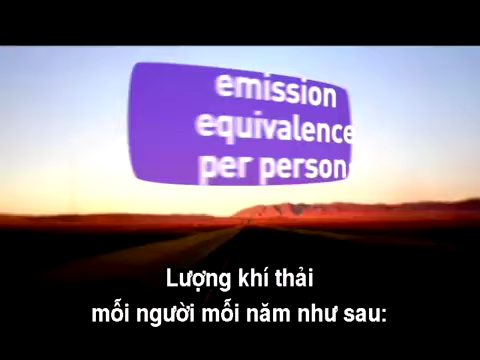 emission
equivalence
per person
Lượng khí thải
mỗi người mỗi năm như sau: